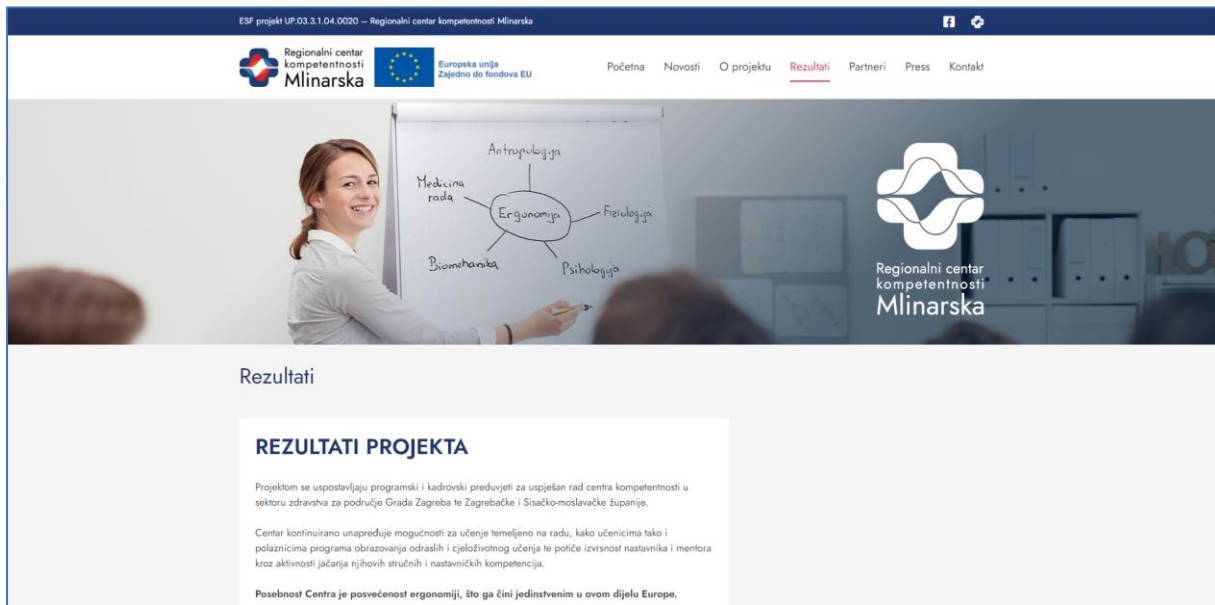 ESF projekt UP.03.3.1.04.0020 – Regionalni centar kompetentnosti Mlinarska
Regionalni centar
kompetentnosti
Mlinarska
Europska unija
Zajedno do fondova EU
Početna Novosti O projektu Rezultati Partneri Press Kontakt
Antropologija
Medicina
rada
Ergonomija
Fiziologija
Biomehanika
Psihologija
HO
Regionalni centar
kompetentnosti
Mlinarska
Rezultati
REZULTATI PROJEKTA
Projektom se uspostavljaju programski i kadrovski preduvjeti za uspješan rad centra kompetentnosti u
sektoru zdravstva za područje Grada Zagreba te Zagrebačke i Sisačko-moslavačke županije.
Centar kontinuirano unapređuje mogućnosti za učenje temeljeno na radu, kako učenicima tako i
polaznicima programa obrazovanja odraslih i cjeloživotnog učenja te potiče izvrsnost nastavnika i mentora
kroz aktivnosti jačanja njihovih stručnih i nastavničkih kompetencija.
Posebnost Centra je posvećenost ergonomiji, što ga čini jedinstvenim u ovom dijelu Europe.